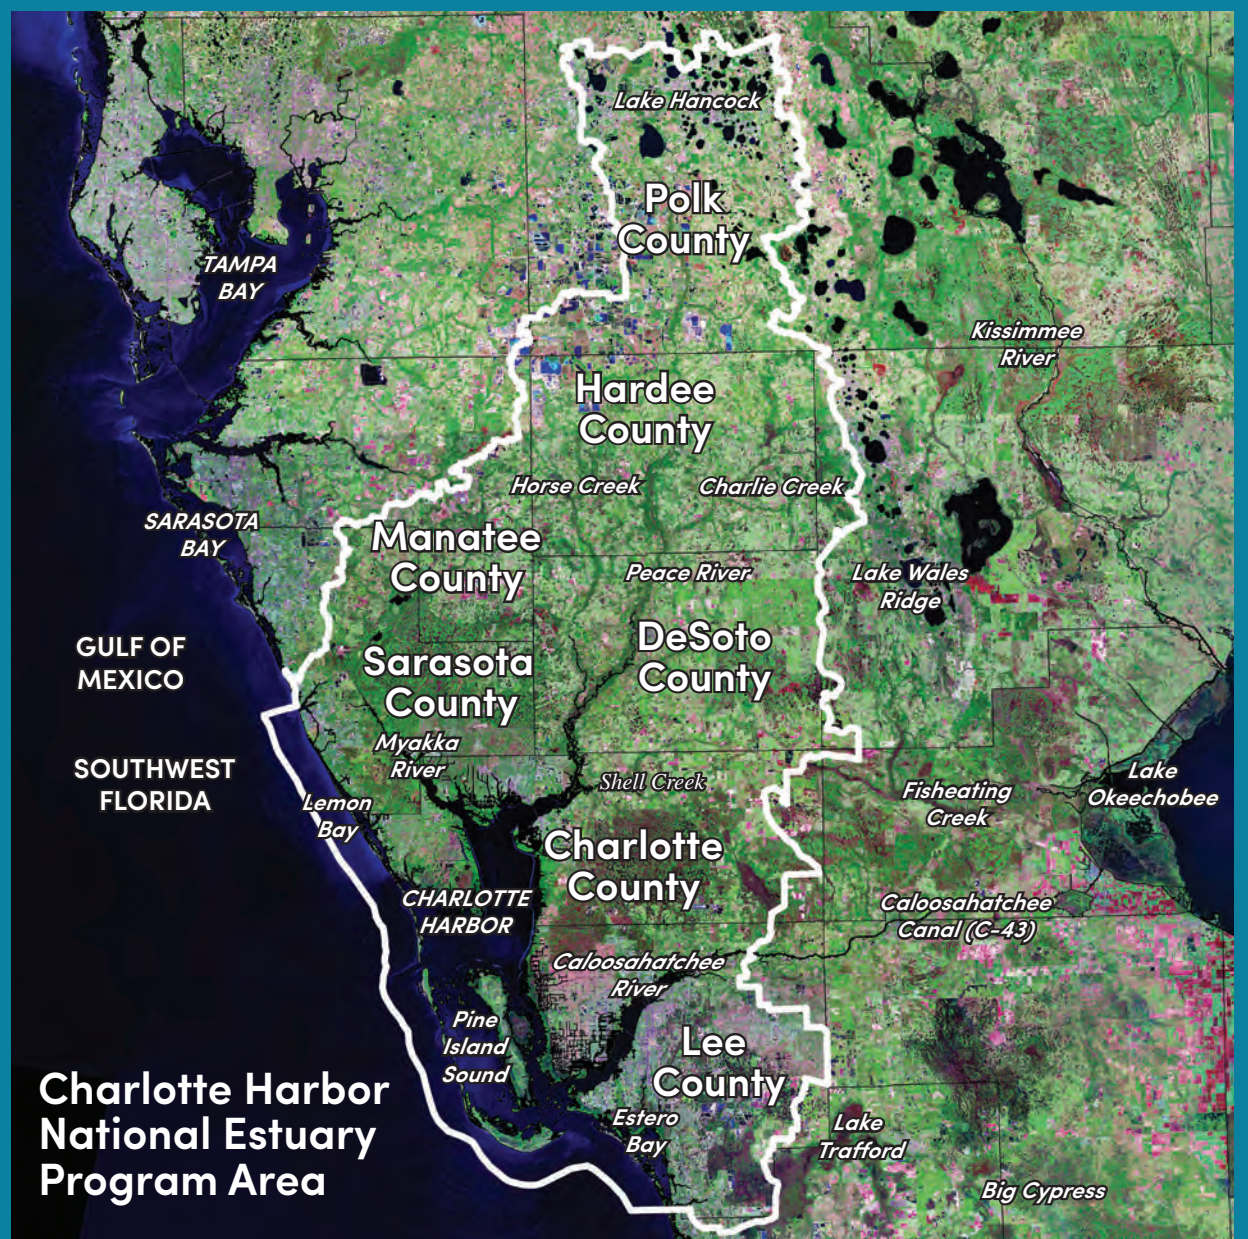 Lake Hancock
Polk
County
TAMPA
BAY
Kissimmee
River
Hardee
County
Horse Creek
Charlie Creek
SARASOTA
BAY
Manatee
County
Peace River
Lake Wales
Ridge
GULF OF
MEXICO
DeSoto
County
Sarasota
County
Myakka
River
SOUTHWEST
FLORIDA
Shell Creek
Lemon
Bay
Fisheating
Creek
Lake
Okeechobee
Charlotte
County
CHARLOTTE
HARBOR
Caloosahatchee
Canal (C-43)
Caloosahatchee
River
Pine
Island
Sound
Lee
County
Estero
Bay
Lake
Trafford
Big Cypress
Charlotte Harbor
National Estuary
Program Area